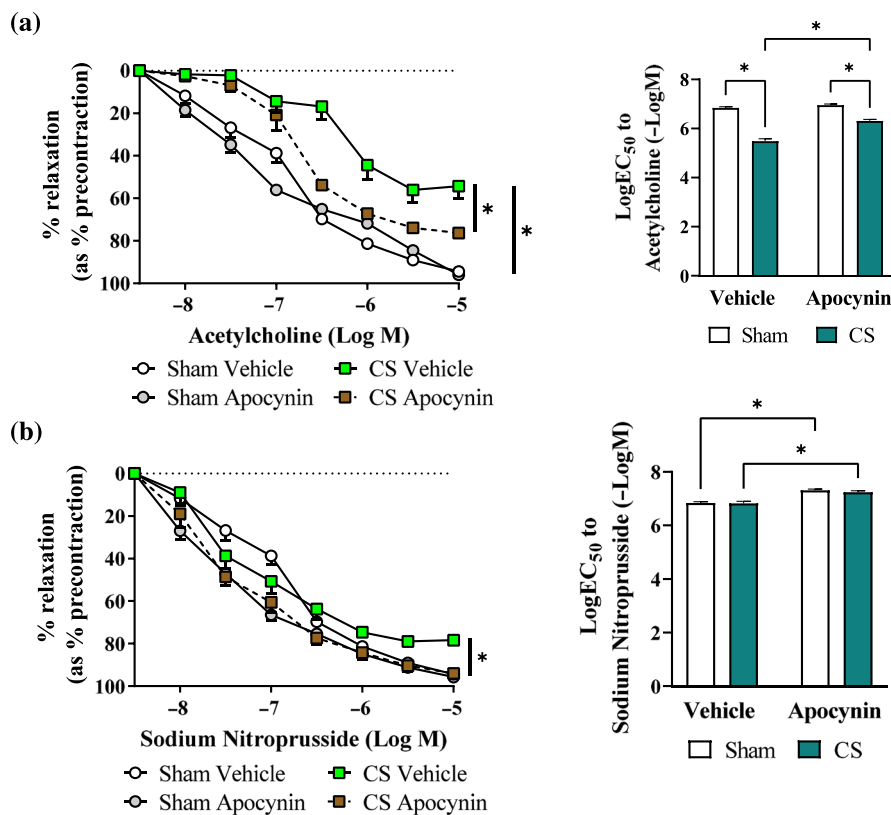 (a)
0
20
40
60
80
100
% relaxation
(as % precontraction)
−8
−7
−6
−5
Acetylcholine (Log M)
*
*
Sham Vehicle
CS Vehicle
Sham Apocynin
CS Apocynin
8
6
4
2
0
LogEC50 to
Acetylcholine (−LogM)
*
*
*
Vehicle
Apocynin
Sham
CS
(b)
0
20
40
60
80
100
% relaxation
(as % precontraction)
−8
−7
−6
−5
Sodium Nitroprusside (Log M)
*
Sham Vehicle
CS Vehicle
Sham Apocynin
CS Apocynin
8
6
4
2
0
LogEC50 to
Sodium Nitroprusside (−LogM)
*
*
Vehicle
Apocynin
Sham
CS